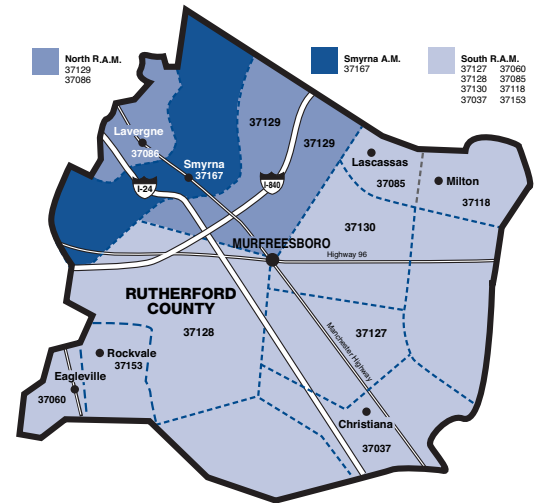 North R.A.M.
37129
37086
Smyrna A.M.
37167
South R.A.M.
37127 37060
37128 37085
37130 37118
37037 37153
37129
37129
Lavergne
37086
Smyrna
37167
I-24
I-840
Lascassas
37085
Milton
37118
37130
MURFREESBORO
Highway 96
RUTHERFORD
COUNTY
37128
37127
Manchester Highway
Rockvale
37153
Eagleville
37060
Christiana
37037